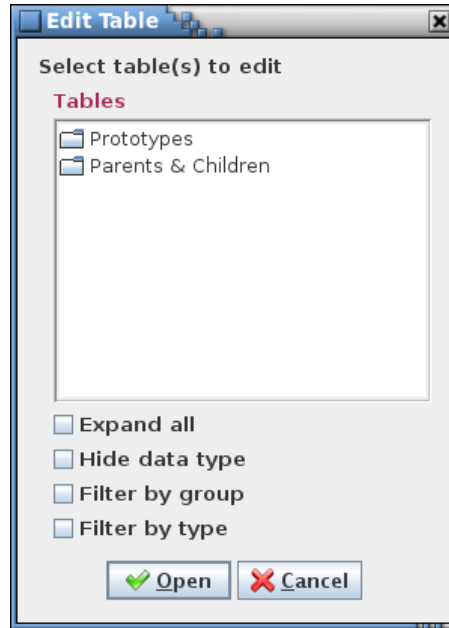 Edit Table
Select table(s) to edit
Tables
Prototypes
Parents & Children
Expand all
Hide data type
Filter by group
Filter by type
Open Cancel